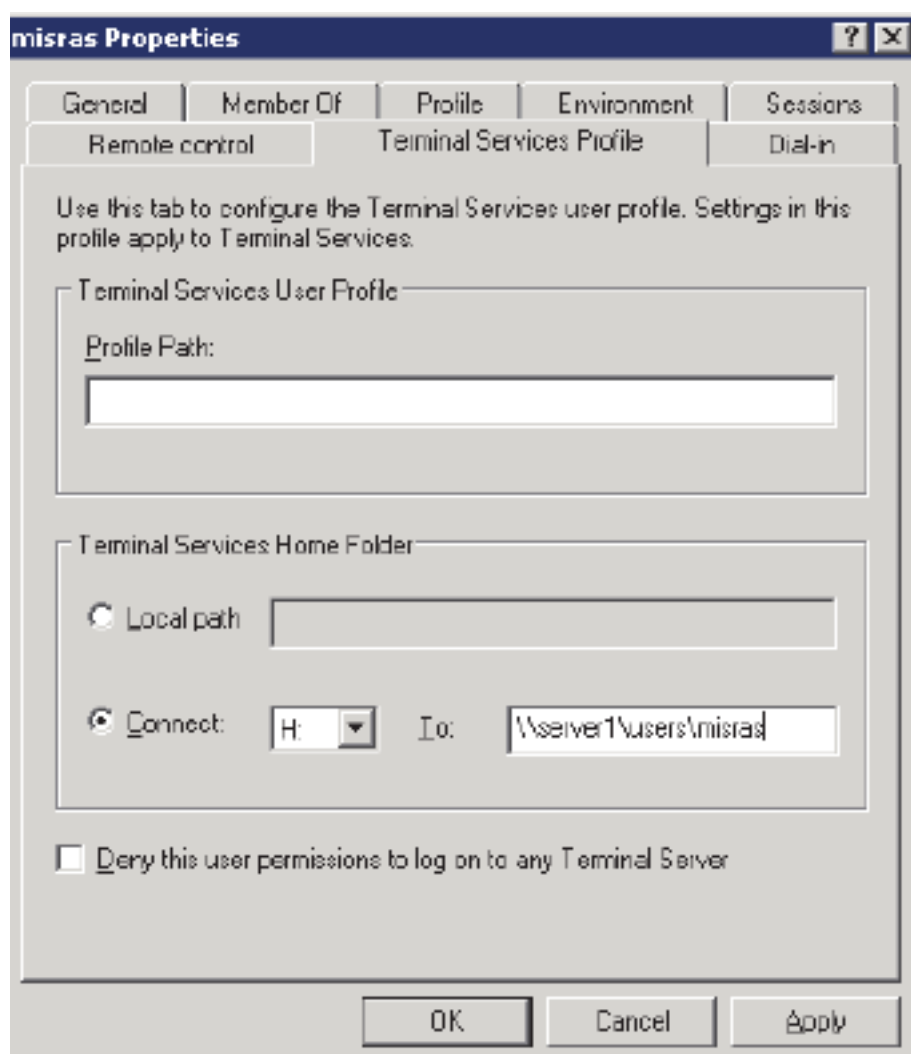 misras Properties
General Member Of Profile Environment Sessions
Remote control Terminal Services Profile Dial-in
Use this tab to configure the Terminal Services user profile. Settings in this
profile apply to Terminal Services.
Terminal Services User Profile
Profile Path:
Terminal Services Home Folder
Local path
Connect: H: To: \\server1\users\misras
Deny this user permissions to log on to any Terminal Server
OK Cancel Apply